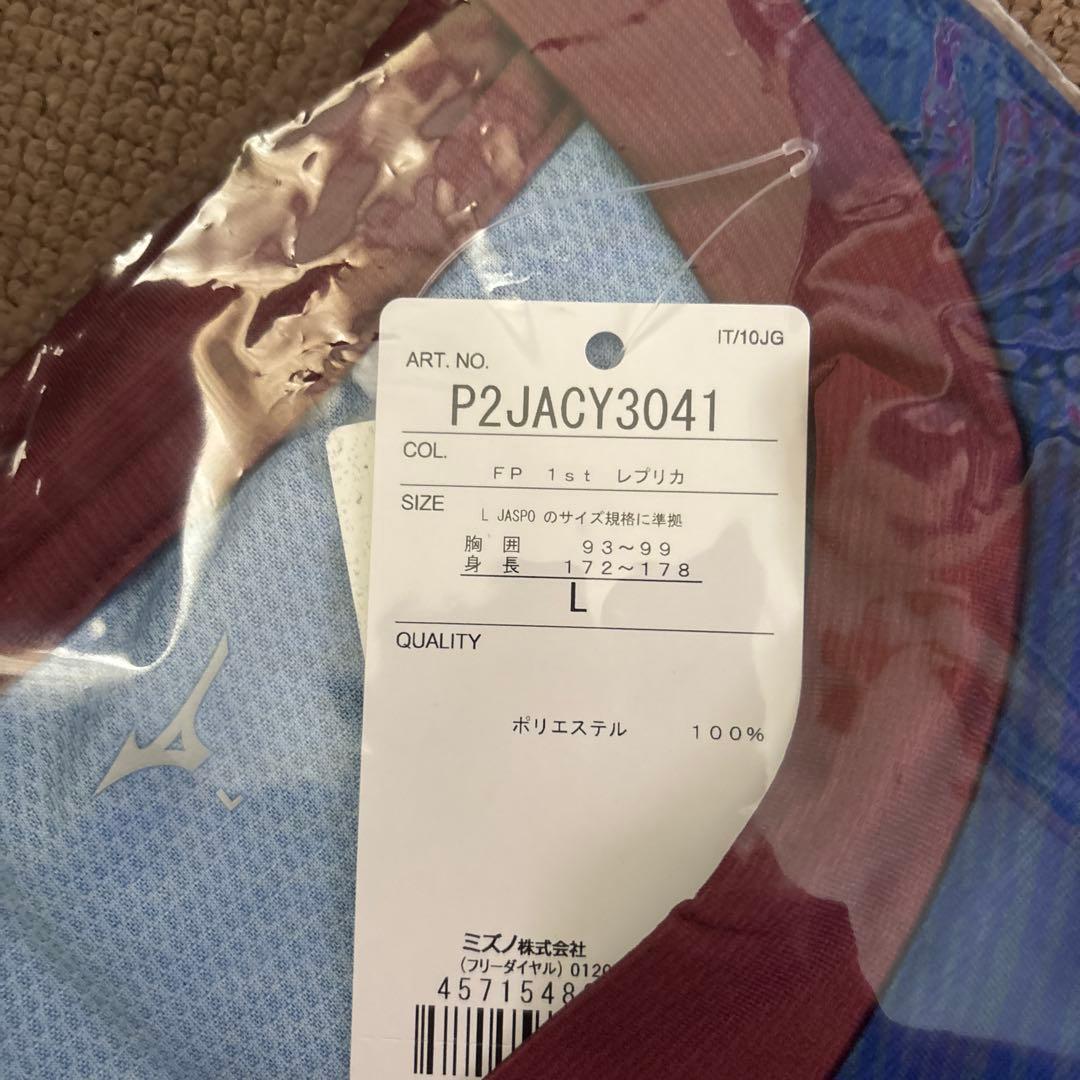 IT/10JG
ART. NO.
P2JACY3041
COL.
FP 1st レプリカ
SIZE
L JASPO のサイズ規格に準拠
胸 囲 93～99
身 長 172～178
L
QUALITY
ポリエステル 100%
ミズノ株式会社
(フリーダイヤル) 012
4571548
L